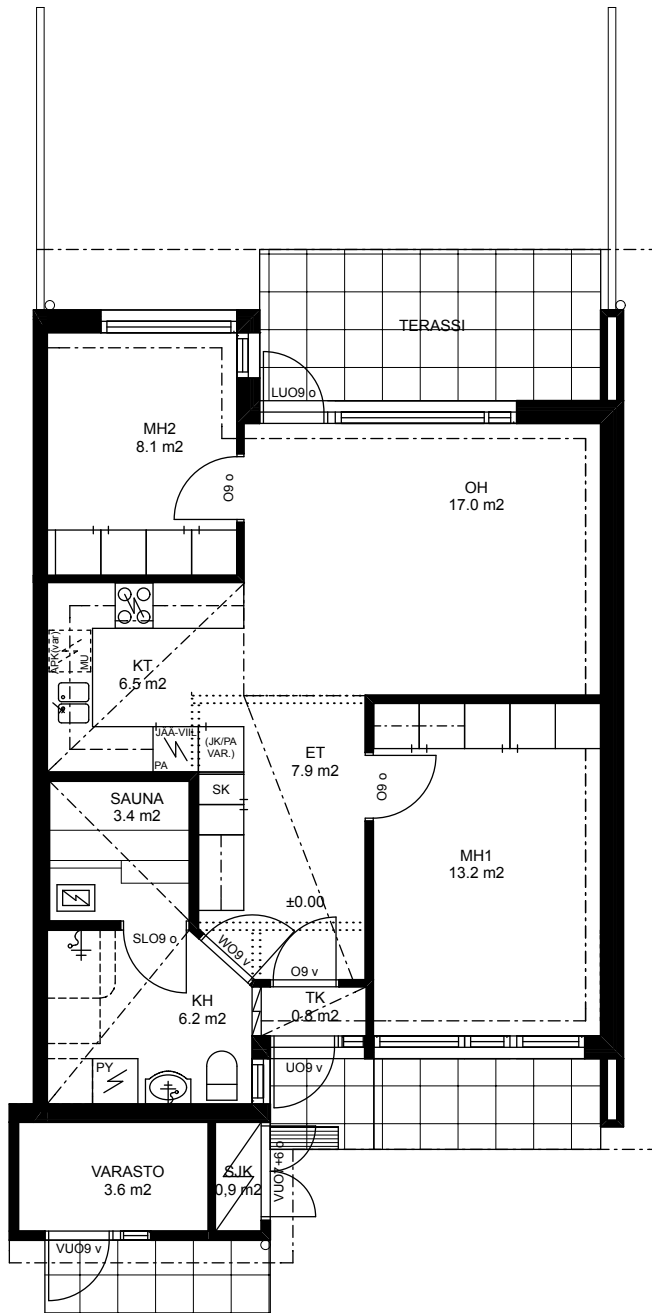 TERASSI
LUO9 o
MH2
8.1 m2
O9 o
OH
17.0 m2
APK(var)
MU
KT
6.5 m2
JÄÄ-VII
PA
(JK/PA
VAR.)
ET
7.9 m2
O9 o
SK
SAUNA
3.4 m2
MH1
13.2 m2
±0.00
SLO9 o
WO9 v
O9 v
KH
6.2 m2
TK
0.8 m2
PY
UO9 v
VARASTO
3.6 m2
SJK
0,9 m2
VUO7+6 o
VUO9 v